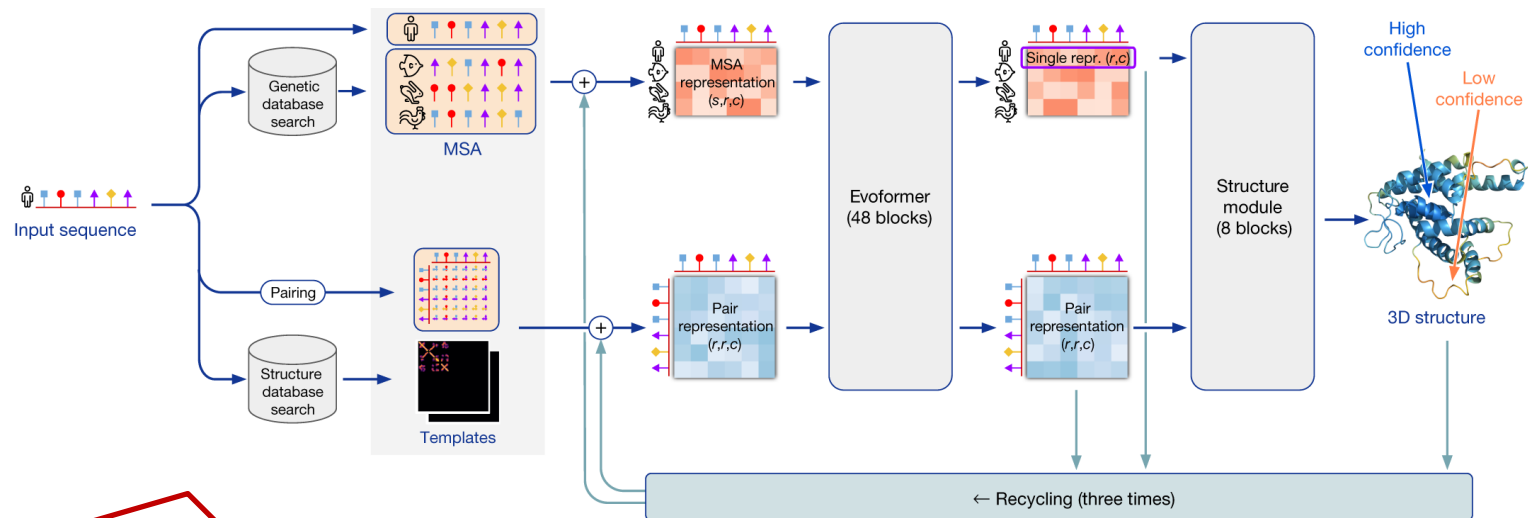 Input sequence
Genetic
database
search
MSA
Pairing
Structure
database
search
Templates
+
+
MSA
representation
(s,r,c)
Pair
representation
(r,r,c)
Evoformer
(48 blocks)
Single repr. (r,c)
Pair
representation
(r,r,c)
Structure
module
(8 blocks)
High
confidence
Low
confidence
3D structure
← Recycling (three times)